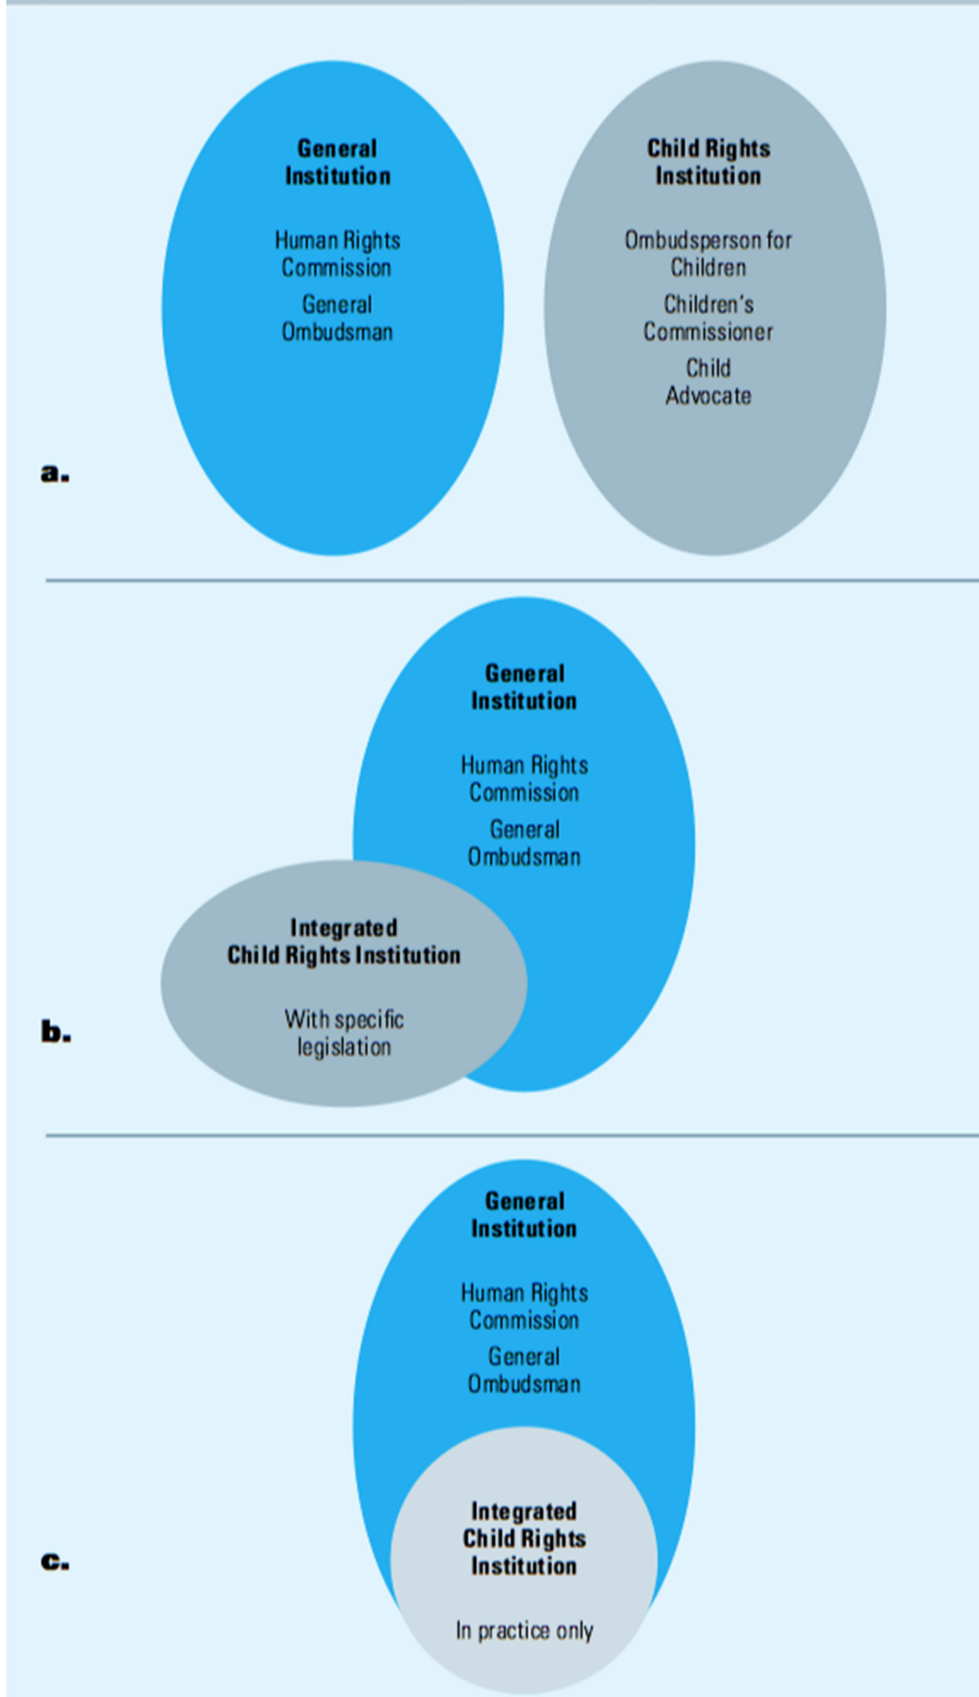 General
Institution
Human Rights
Commission
General
Ombudsman
Child Rights
Institution
Ombudsperson for
Children
Children's
Commissioner
Child
Advocate
a.
General
Institution
Human Rights
Commission
General
Ombudsman
Integrated
Child Rights Institution
With specific
legislation
b.
General
Institution
Human Rights
Commission
General
Ombudsman
Integrated
Child Rights
Institution
In practice only
c.